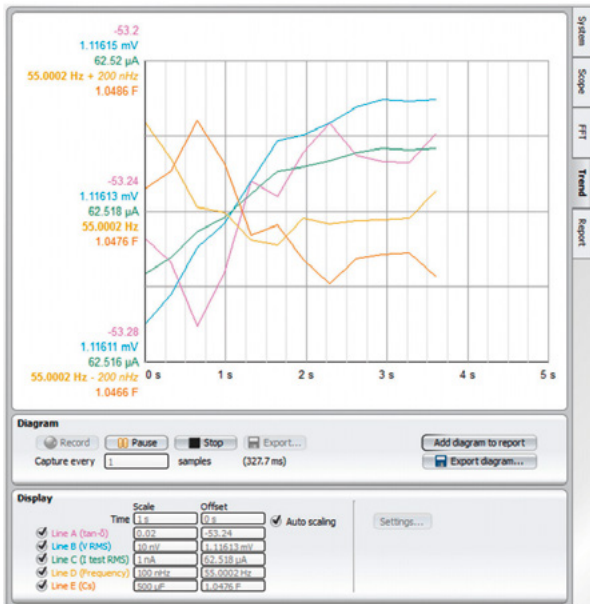 System
Scope
FFT
Trend
Report
-53.2
1.11615 mV
62.52 µA
55.0002 Hz + 200 nHz
1.0486 F
-53.24
1.11613 mV
62.518 µA
55.0002 Hz
1.0476 F
-53.28
1.11611 mV
62.516 µA
55.0002 Hz - 200 nHz
1.0466 F
0 s 1 s 2 s 3 s 4 s 5 s
Diagram
Record Pause Stop Export... Add diagram to report
Capture every 1 samples (327.7 ms) Export diagram...
Display
Scale Offset
Time 1 s 0 s Auto scaling Settings...
Line A (tan-δ) 0.02 -53.24
Line B (V RMS) 10 nV 1.11613 mV
Line C (I test RMS) 1 nA 62.518 µA
Line D (Frequency) 100 nHz 55.0002 Hz
Line E (Cs) 500 µF 1.0476 F